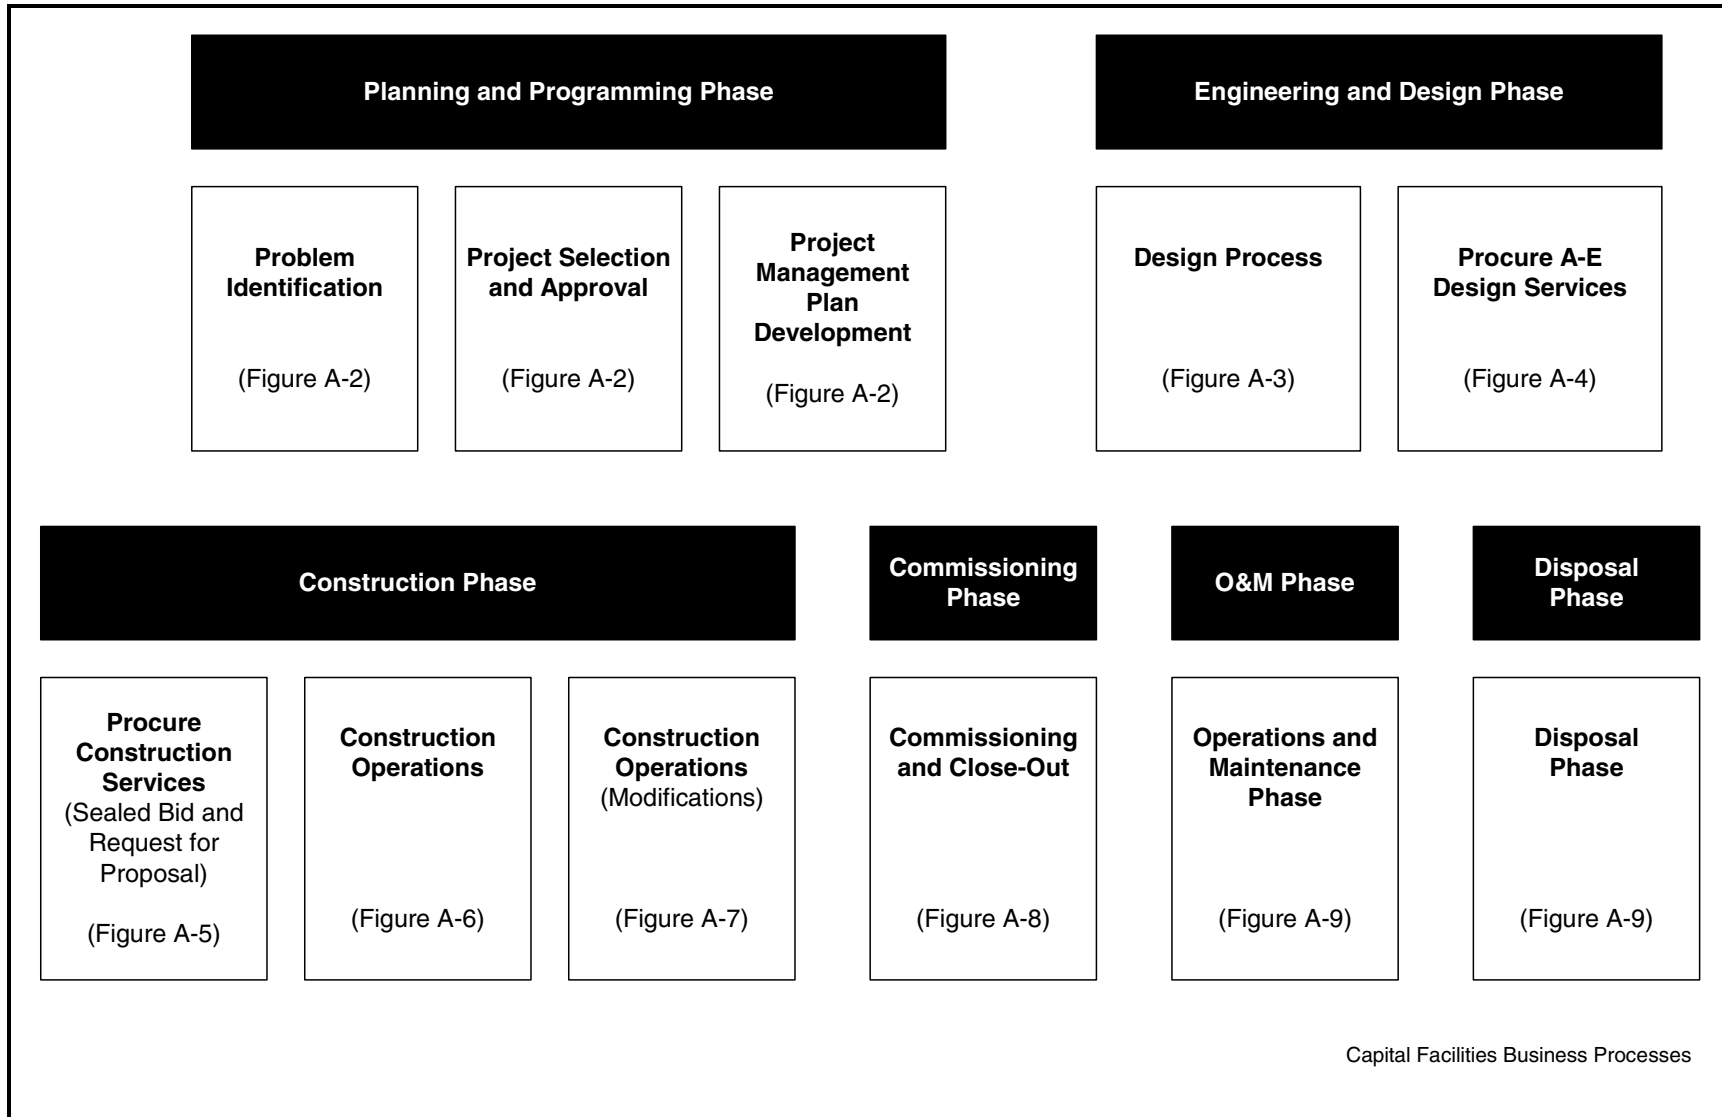 Planning and Programming Phase
Engineering and Design Phase
Problem
Identification
(Figure A-2)
Project Selection
and Approval
(Figure A-2)
Project
Management
Plan
Development
(Figure A-2)
Design Process
(Figure A-3)
Procure A-E
Design Services
(Figure A-4)
Construction Phase
Commissioning
Phase
O&M Phase
Disposal
Phase
Procure
Construction
Services
(Sealed Bid and
Request for
Proposal)
(Figure A-5)
Construction
Operations
(Figure A-6)
Construction
Operations
(Modifications)
(Figure A-7)
Commissioning
and Close-Out
(Figure A-8)
Operations and
Maintenance
Phase
(Figure A-9)
Disposal
Phase
(Figure A-9)
Capital Facilities Business Processes